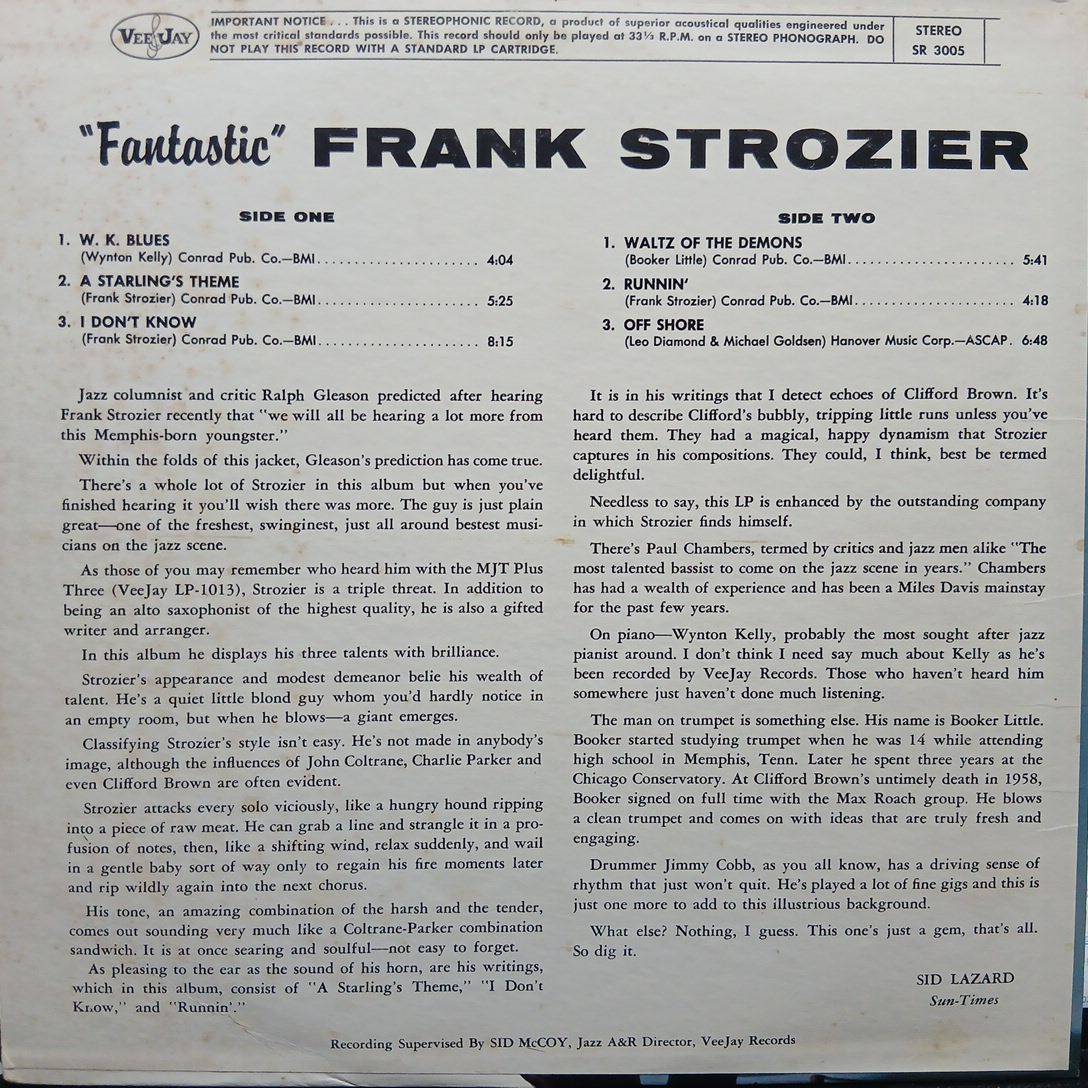 VEE JAY
IMPORTANT NOTICE . . . This is a STEREOPHONIC RECORD, a product of superior acoustical qualities engineered under
the most critical standards possible. This record should only be played at 33⅓ R.P.M. on a STEREO PHONOGRAPH. DO
NOT PLAY THIS RECORD WITH A STANDARD LP CARTRIDGE.
STEREO
SR 3005
"Fantastic" FRANK STROZIER
SIDE ONE
1. W. K. BLUES
(Wynton Kelly) Conrad Pub. Co.—BMI....................... 4:04
2. A STARLING'S THEME
(Frank Strozier) Conrad Pub. Co.—BMI....................... 5:25
3. I DON'T KNOW
(Frank Strozier) Conrad Pub. Co.—BMI....................... 8:15
SIDE TWO
1. WALTZ OF THE DEMONS
(Booker Little) Conrad Pub. Co.—BMI........................ 5:41
2. RUNNIN'
(Frank Strozier) Conrad Pub. Co.—BMI....................... 4:18
3. OFF SHORE
(Leo Diamond & Michael Goldsen) Hanover Music Corp.—ASCAP. 6:48
Jazz columnist and critic Ralph Gleason predicted after hearing
Frank Strozier recently that "we will all be hearing a lot more from
this Memphis-born youngster."
Within the folds of this jacket, Gleason's prediction has come true.
There's a whole lot of Strozier in this album but when you've
finished hearing it you'll wish there was more. The guy is just plain
great—one of the freshest, swinginest, just all around bestest musi-
cians on the jazz scene.
As those of you may remember who heard him with the MJT Plus
Three (VeeJay LP-1013), Strozier is a triple threat. In addition to
being an alto saxophonist of the highest quality, he is also a gifted
writer and arranger.
In this album he displays his three talents with brilliance.
Strozier's appearance and modest demeanor belie his wealth of
talent. He's a quiet little blond guy whom you'd hardly notice in
an empty room, but when he blows—a giant emerges.
Classifying Strozier's style isn't easy. He's not made in anybody's
image, although the influences of John Coltrane, Charlie Parker and
even Clifford Brown are often evident.
Strozier attacks every solo viciously, like a hungry hound ripping
into a piece of raw meat. He can grab a line and strangle it in a pro-
fusion of notes, then, like a shifting wind, relax suddenly, and wail
in a gentle baby sort of way only to regain his fire moments later
and rip wildly again into the next chorus.
His tone, an amazing combination of the harsh and the tender,
comes out sounding very much like a Coltrane-Parker combination
sandwich. It is at once searing and soulful—not easy to forget.
As pleasing to the ear as the sound of his horn, are his writings,
which in this album, consist of "A Starling's Theme," "I Don't
Know," and "Runnin'."
It is in his writings that I detect echoes of Clifford Brown. It's
hard to describe Clifford's bubbly, tripping little runs unless you've
heard them. They had a magical, happy dynamism that Strozier
captures in his compositions. They could, I think, best be termed
delightful.
Needless to say, this LP is enhanced by the outstanding company
in which Strozier finds himself.
There's Paul Chambers, termed by critics and jazz men alike "The
most talented bassist to come on the jazz scene in years." Chambers
has had a wealth of experience and has been a Miles Davis mainstay
for the past few years.
On piano—Wynton Kelly, probably the most sought after jazz
pianist around. I don't think I need say much about Kelly as he's
been recorded by VeeJay Records. Those who haven't heard him
somewhere just haven't done much listening.
The man on trumpet is something else. His name is Booker Little.
Booker started studying trumpet when he was 14 while attending
high school in Memphis, Tenn. Later he spent three years at the
Chicago Conservatory. At Clifford Brown's untimely death in 1958,
Booker signed on full time with the Max Roach group. He blows
a clean trumpet and comes on with ideas that are truly fresh and
engaging.
Drummer Jimmy Cobb, as you all know, has a driving sense of
rhythm that just won't quit. He's played a lot of fine gigs and this is
just one more to add to this illustrious background.
What else? Nothing, I guess. This one's just a gem, that's all.
So dig it.
SID LAZARD
Sun-Times
Recording Supervised By SID McCOY, Jazz A&R Director, VeeJay Records